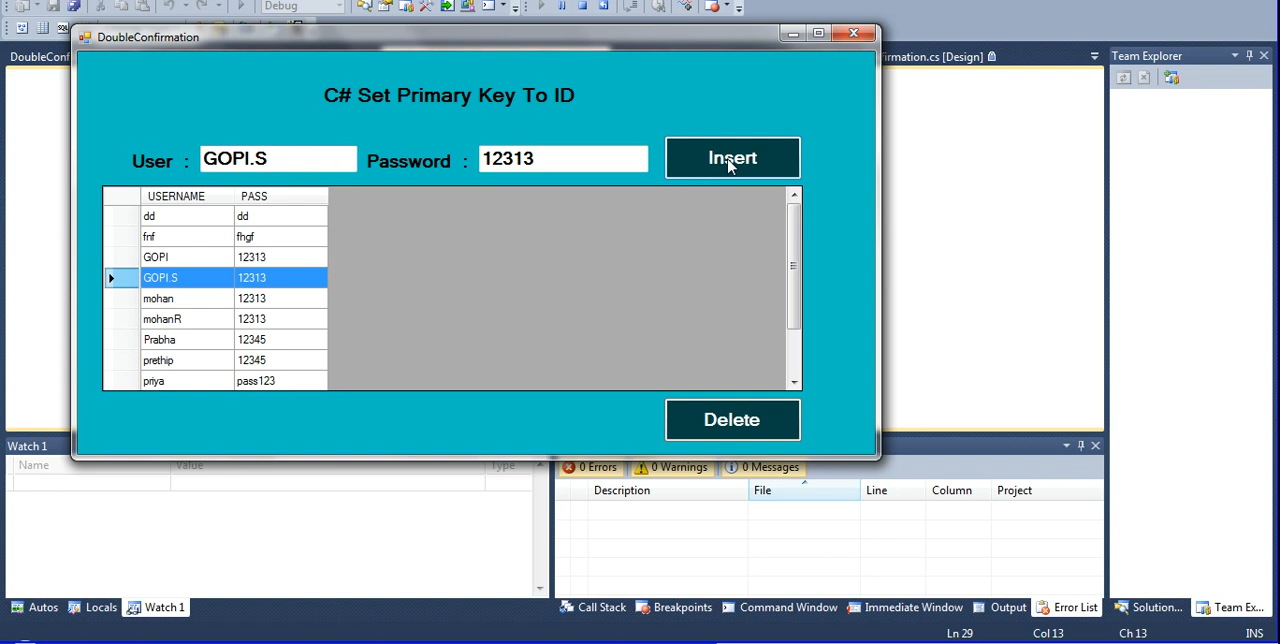 Debug
DoubleConfirmation
DoubleConf
irmation.cs [Design]
Team Explorer
C# Set Primary Key To ID
User :
GOPI.S
Password :
12313
Insert
USERNAME PASS
dd dd
fnf fhgf
GOPI 12313
GOPI.S 12313
mohan 12313
mohanR 12313
Prabha 12345
prethip 12345
priya pass123
Delete
Watch 1
Name Value Type
0 Errors 0 Warnings 0 Messages
Description File Line Column Project
Autos Locals Watch 1
Call Stack Breakpoints Command Window Immediate Window Output Error List
Solution... Team Ex...
Ln 29 Col 13 Ch 13 INS